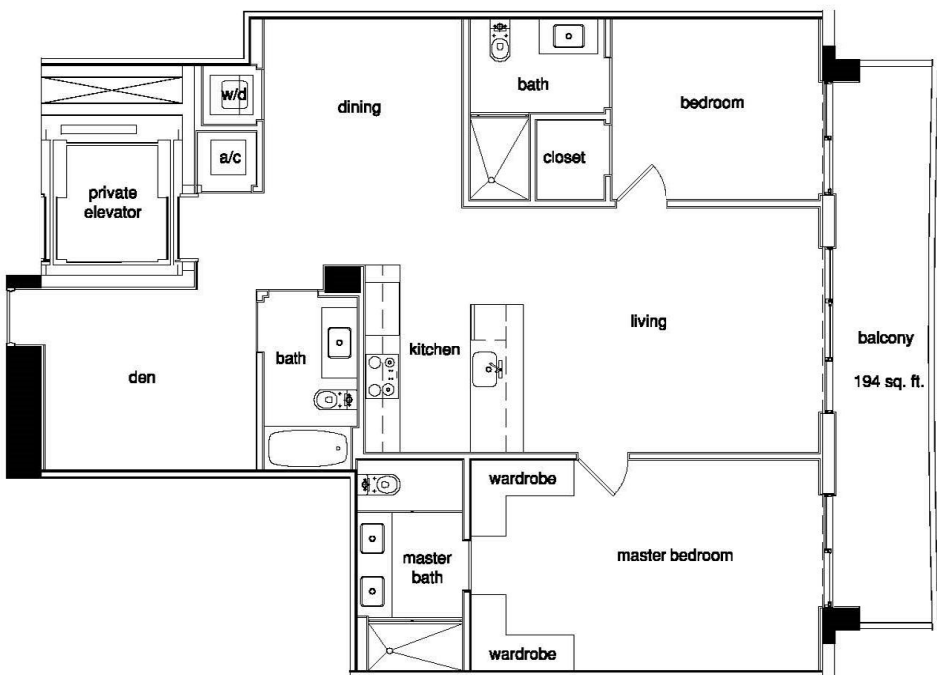 w/d
dining
bath
bedroom
a/c
closet
private
elevator
living
kitchen
bath
den
balcony
194 sq. ft.
wardrobe
master
bath
master bedroom
wardrobe